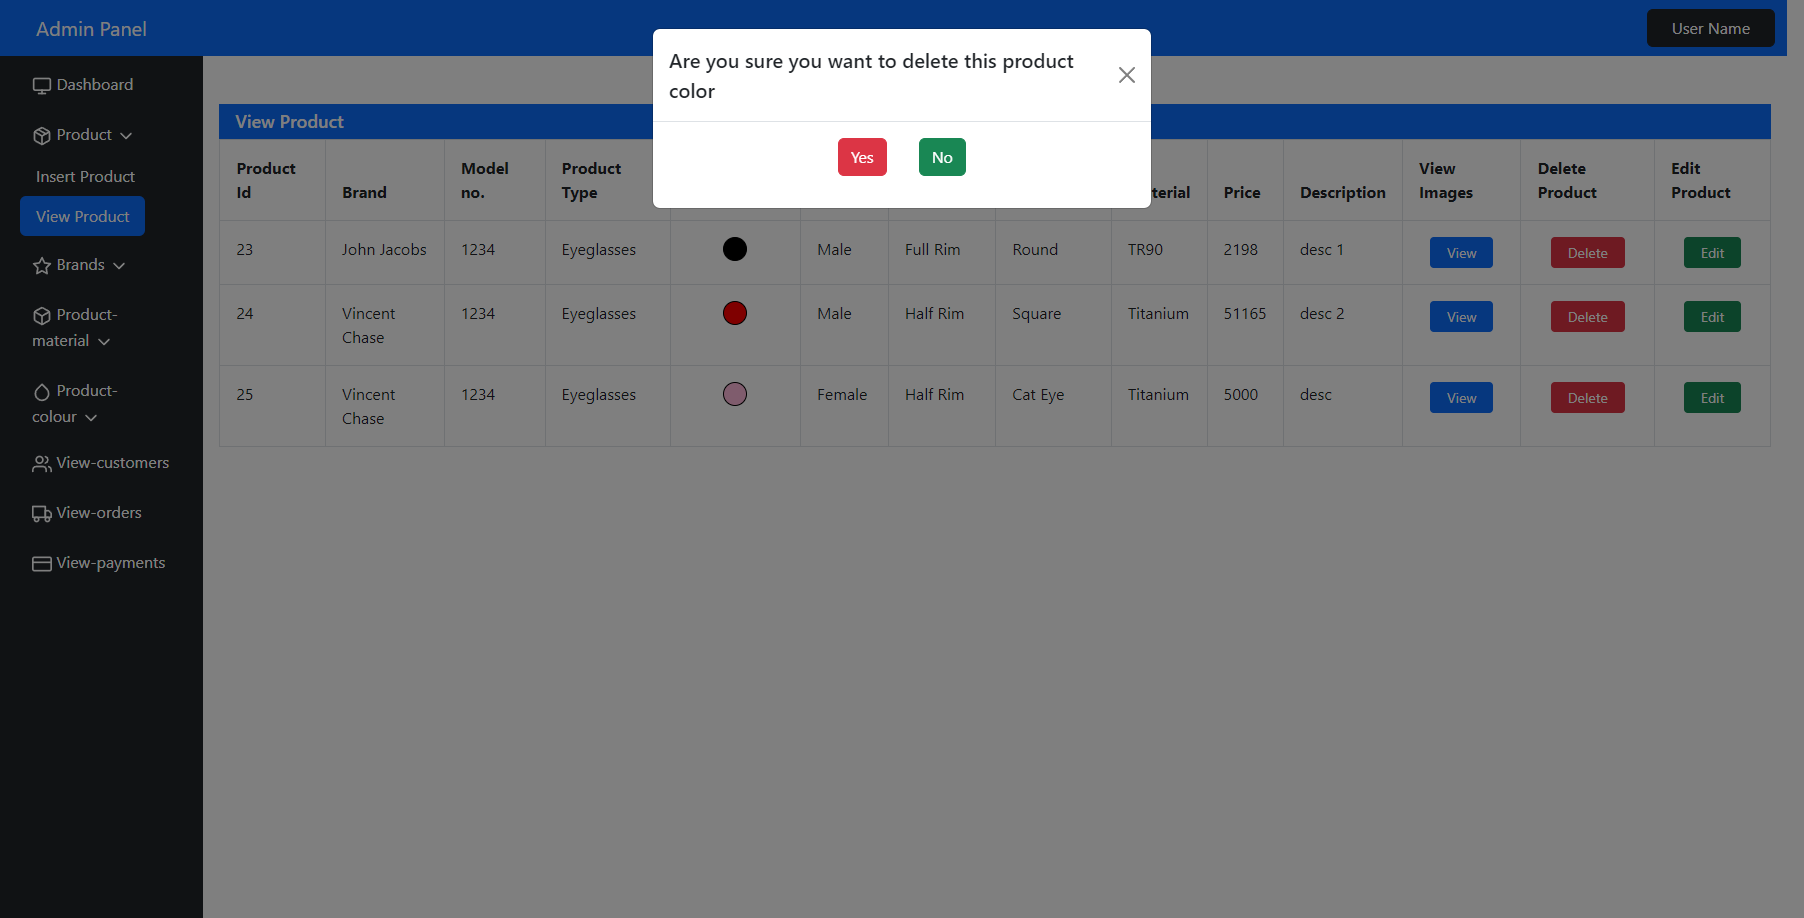 Admin Panel
User Name
Are you sure you want to delete this product
color
Yes
No
Dashboard
Product
Insert Product
View Product
Brands
Product-
material
Product-
colour
View-customers
View-orders
View-payments
View Product
Product
Id
Brand
Model
no.
Product
Type
terial
Price
Description
View
Images
Delete
Product
Edit
Product
23 John Jacobs 1234 Eyeglasses Male Full Rim Round TR90 2198 desc 1 View Delete Edit
24 Vincent 1234 Eyeglasses Male Half Rim Square Titanium 51165 desc 2 View Delete Edit
Chase
25 Vincent 1234 Eyeglasses Female Half Rim Cat Eye Titanium 5000 desc View Delete Edit
Chase